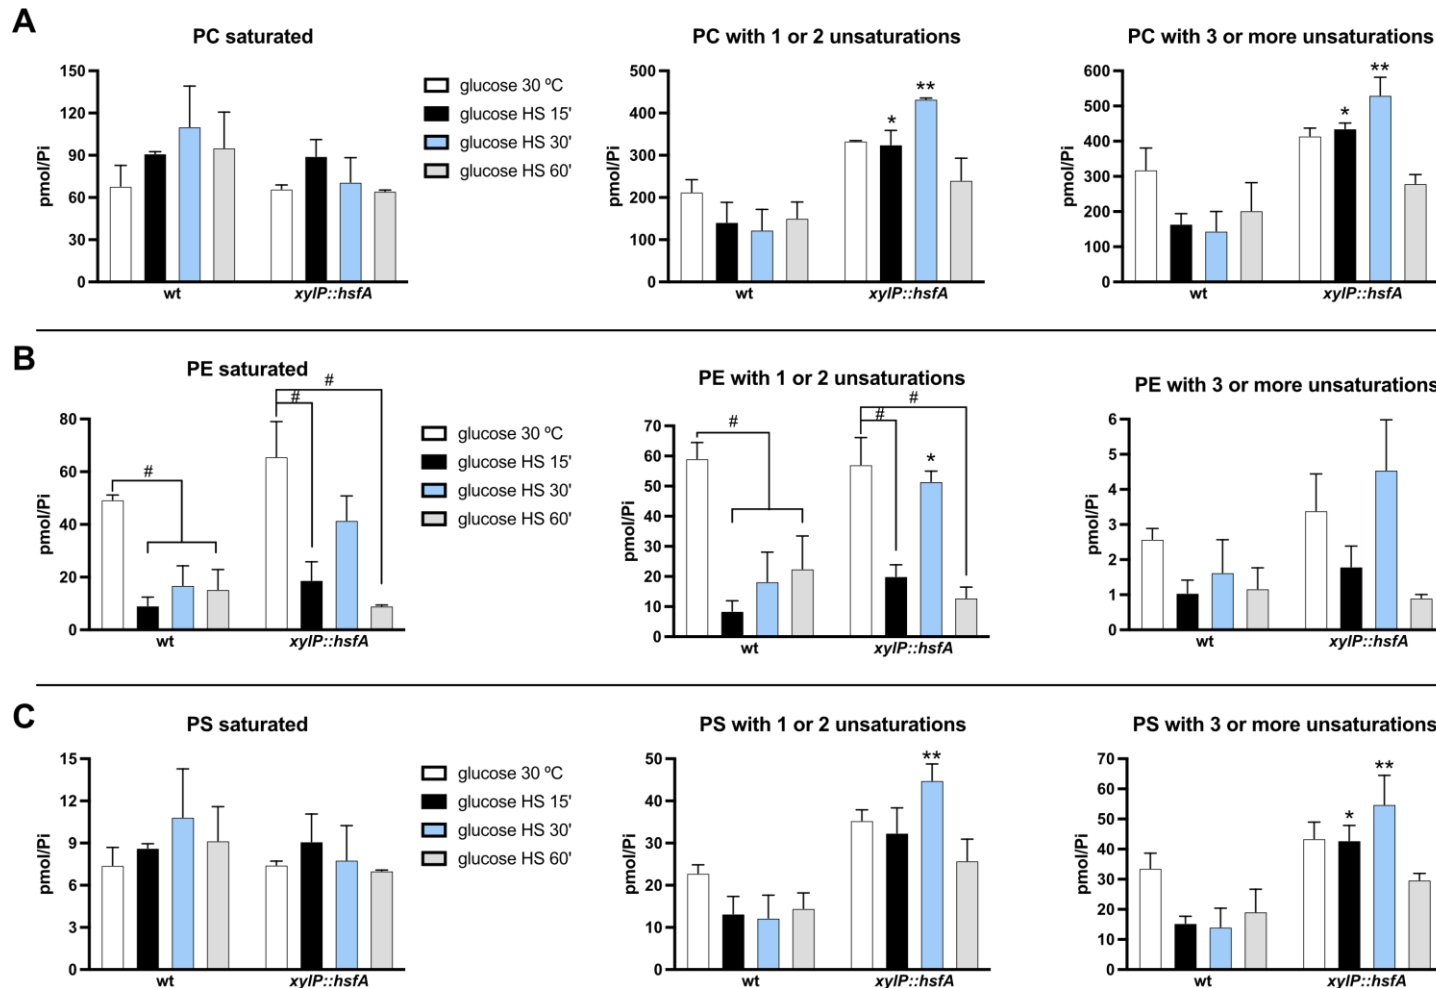 A
PC saturated
PC with 1 or 2 unsaturations
PC with 3 or more unsaturations
pmol/Pi
150
120
90
60
30
0
wt
xylP::hsfA
glucose 30 ºC
glucose HS 15'
glucose HS 30'
glucose HS 60'
pmol/Pi
500
400
300
200
100
0
*
**
wt
xylP::hsfA
pmol/Pi
600
500
400
300
200
100
0
*
**
wt
xylP::hsfA
B
PE saturated
PE with 1 or 2 unsaturations
PE with 3 or more unsaturations
pmol/Pi
80
60
40
20
0
#
#
#
wt
xylP::hsfA
glucose 30 ºC
glucose HS 15'
glucose HS 30'
glucose HS 60'
pmol/Pi
70
60
50
40
30
20
10
0
#
#
#
*
wt
xylP::hsfA
pmol/Pi
6
5
4
3
2
1
0
wt
xylP::hsfA
C
PS saturated
PS with 1 or 2 unsaturations
PS with 3 or more unsaturations
pmol/Pi
15
12
9
6
3
0
wt
xylP::hsfA
glucose 30 ºC
glucose HS 15'
glucose HS 30'
glucose HS 60'
pmol/Pi
50
40
30
20
10
0
**
wt
xylP::hsfA
pmol/Pi
70
60
50
40
30
20
10
0
*
**
wt
xylP::hsfA